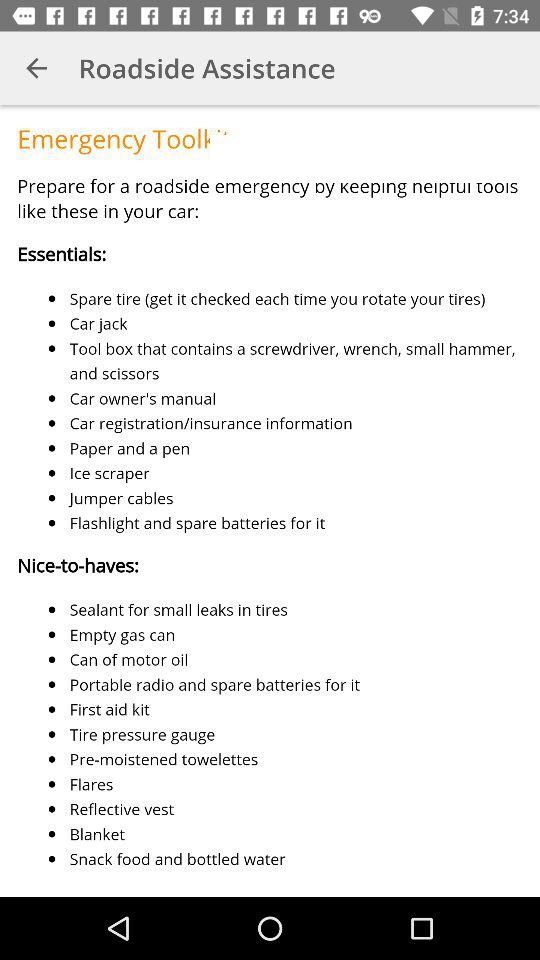 7:34
Roadside Assistance
Emergency Toolkit
Prepare for a roadside emergency by keeping helpful tools
like these in your car:
Essentials:
• Spare tire (get it checked each time you rotate your tires)
• Car jack
• Tool box that contains a screwdriver, wrench, small hammer,
and scissors
• Car owner's manual
• Car registration/insurance information
• Paper and a pen
• Ice scraper
• Jumper cables
• Flashlight and spare batteries for it
Nice-to-haves:
• Sealant for small leaks in tires
• Empty gas can
• Can of motor oil
• Portable radio and spare batteries for it
• First aid kit
• Tire pressure gauge
• Pre-moistened towelettes
• Flares
• Reflective vest
• Blanket
• Snack food and bottled water